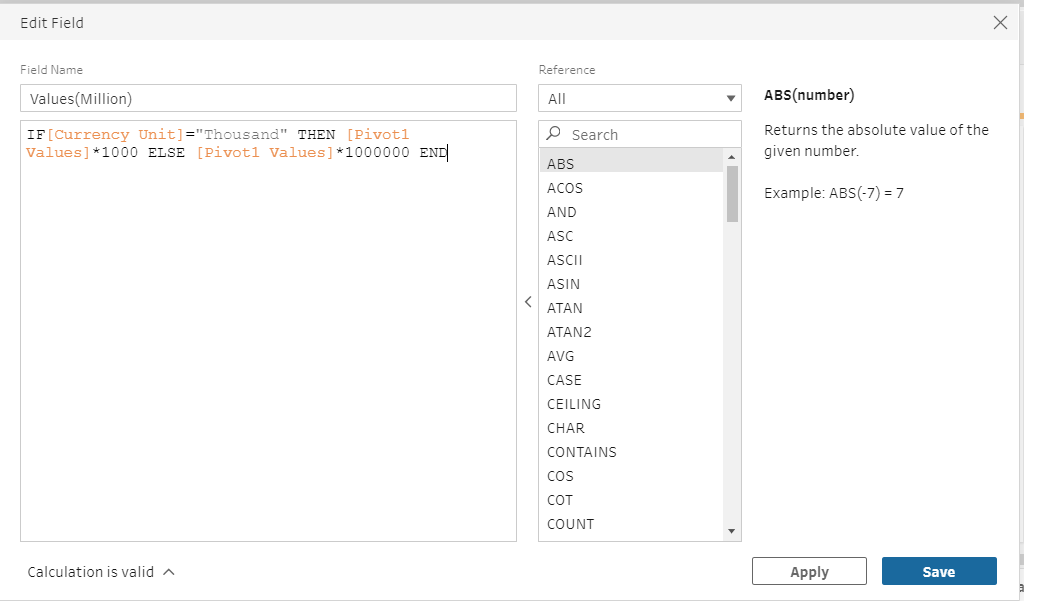 Edit Field
Field Name
Values(Million)
IF[Currency Unit]="Thousand" THEN [Pivot1
Values]*1000 ELSE [Pivot1 Values]*1000000 END
Reference
All
Search
ABS
ACOS
AND
ASC
ASCII
ASIN
ATAN
ATAN2
AVG
CASE
CEILING
CHAR
CONTAINS
COS
COT
COUNT
ABS(number)
Returns the absolute value of the
given number.
Example: ABS(-7) = 7
Calculation is valid
Apply
Save